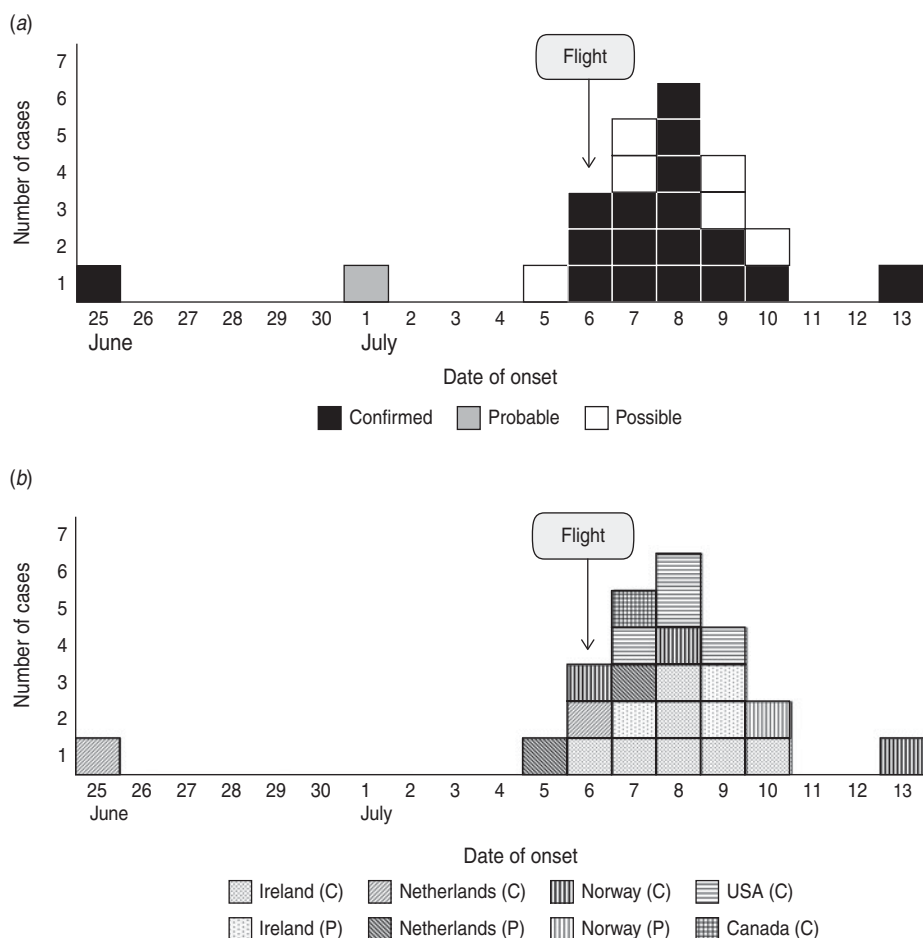 (a)
Flight
7
6
5
4
3
2
1
Number of cases
25 26 27 28 29 30 1 2 3 4 5 6 7 8 9 10 11 12 13
June July
Date of onset
Confirmed Probable Possible
(b)
Flight
7
6
5
4
3
2
1
Number of cases
25 26 27 28 29 30 1 2 3 4 5 6 7 8 9 10 11 12 13
June July
Date of onset
Ireland (C) Netherlands (C) Norway (C) USA (C)
Ireland (P) Netherlands (P) Norway (P) Canada (C)